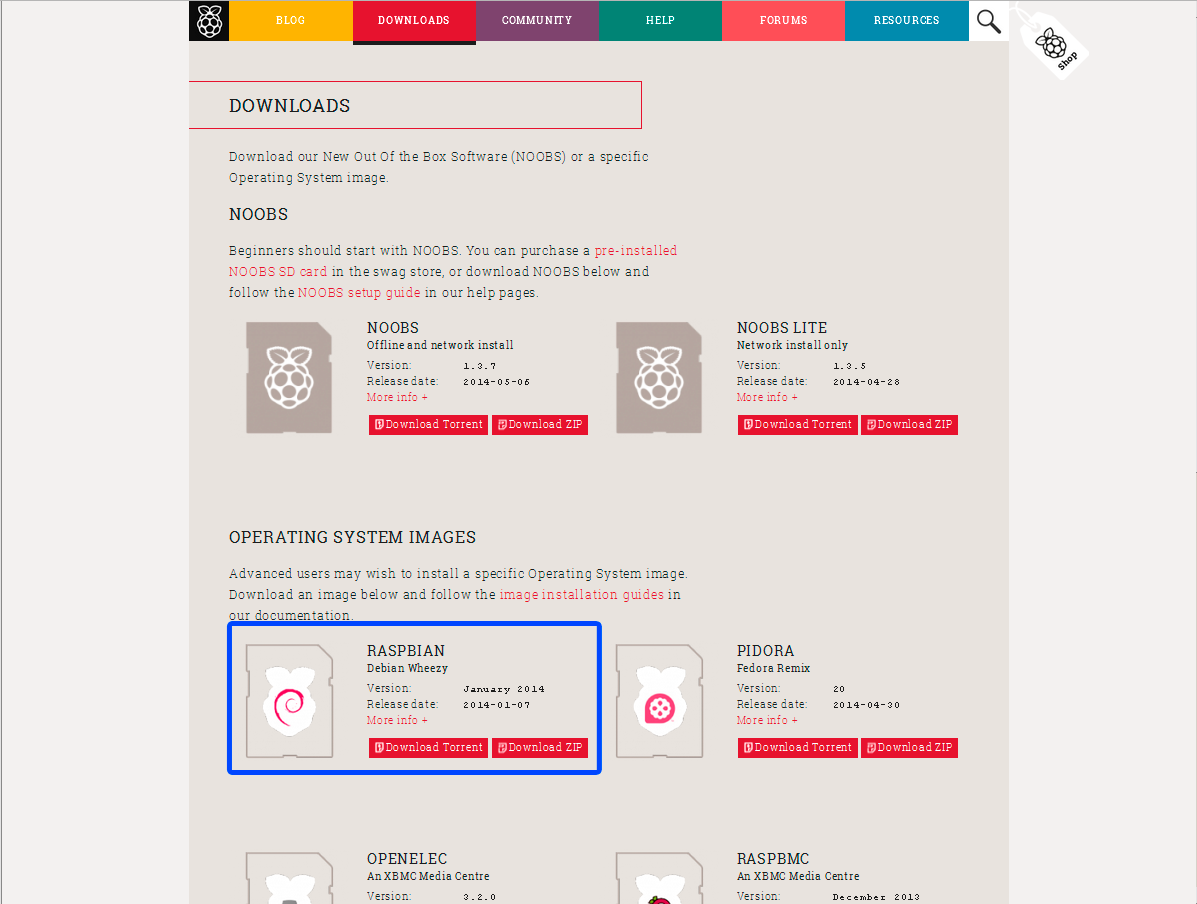 BLOG DOWNLOADS COMMUNITY HELP FORUMS RESOURCES
shop
DOWNLOADS
Download our New Out Of the Box Software (NOOBS) or a specific
Operating System image.
NOOBS
Beginners should start with NOOBS. You can purchase a pre-installed
NOOBS SD card in the swag store, or download NOOBS below and
follow the NOOBS setup guide in our help pages.
NOOBS
Offline and network install
Version: 1.3.7
Release date: 2014-05-06
More info +
Download Torrent Download ZIP
NOOBS LITE
Network install only
Version: 1.3.5
Release date: 2014-04-28
More info +
Download Torrent Download ZIP
OPERATING SYSTEM IMAGES
Advanced users may wish to install a specific Operating System image.
Download an image below and follow the image installation guides in
our documentation.
RASPBIAN
Debian Wheezy
Version: January 2014
Release date: 2014-01-07
More info +
Download Torrent Download ZIP
PIDORA
Fedora Remix
Version: 20
Release date: 2014-04-30
More info +
Download Torrent Download ZIP
OPENELEC
An XBMC Media Centre
Version: 3.2.0
RASPBMC
An XBMC Media Centre
Version: December 2013